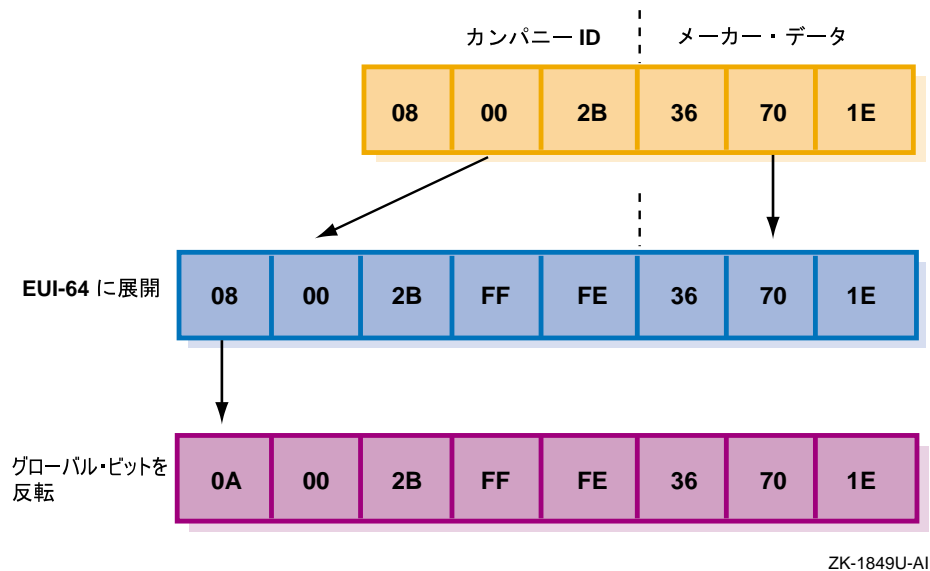 カンパニー ID メーカー・データ
08 00 2B 36 70 1E
EUI-64 に展開
08 00 2B FF FE 36 70 1E
グローバル・ビットを
反転
0A 00 2B FF FE 36 70 1E
ZK-1849U-AI